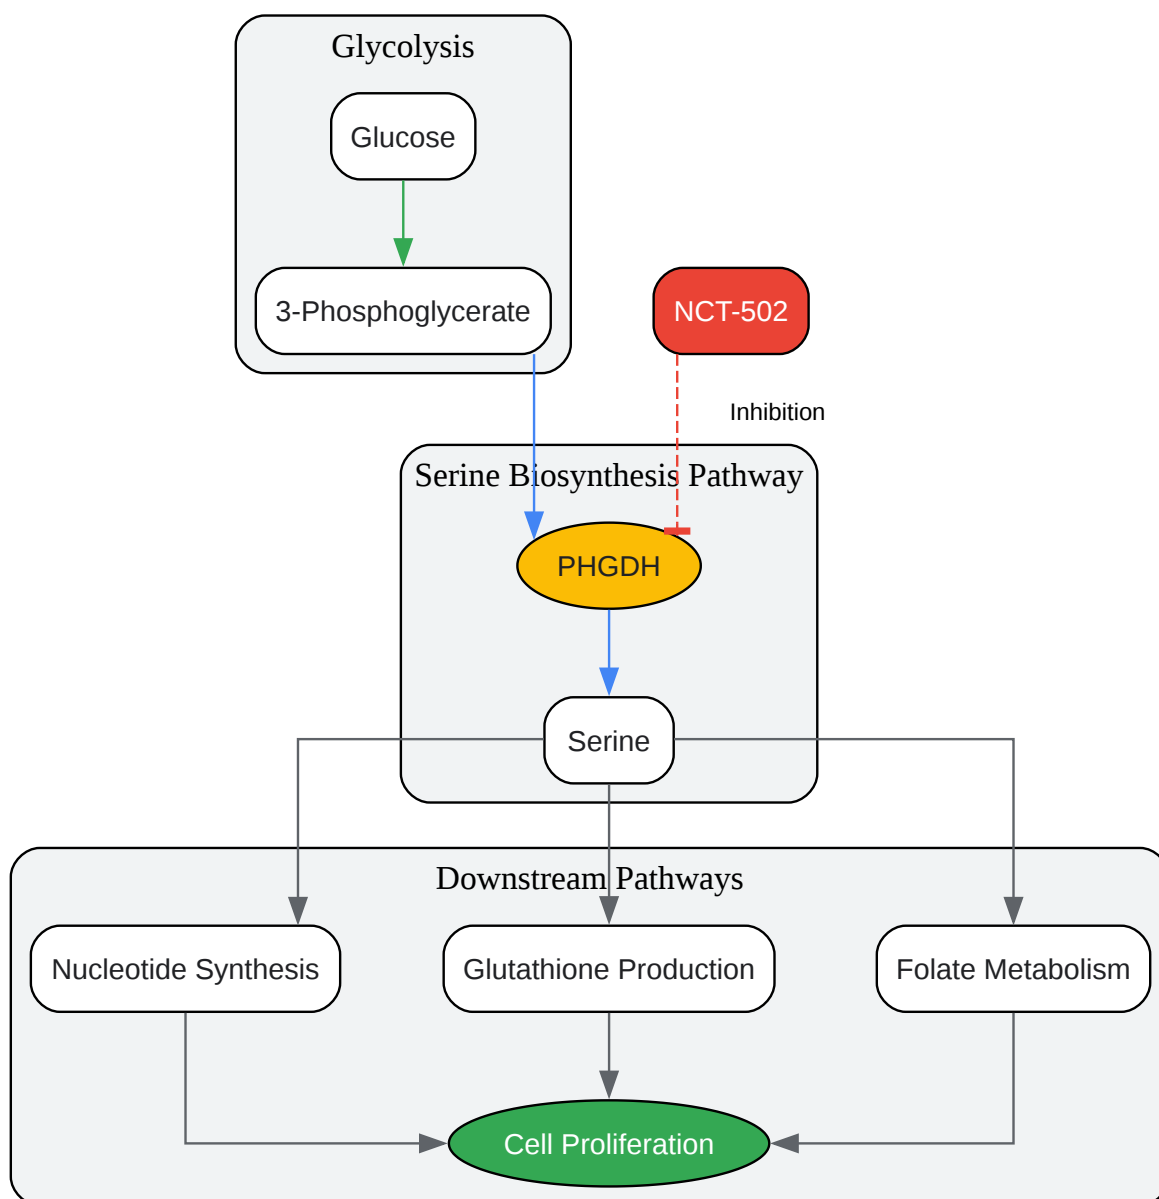 Glycolysis
Glucose
3-Phosphoglycerate
NCT-502
Inhibition
Serine Biosynthesis Pathway
PHGDH
Serine
Downstream Pathways
Nucleotide Synthesis
Glutathione Production
Folate Metabolism
Cell Proliferation